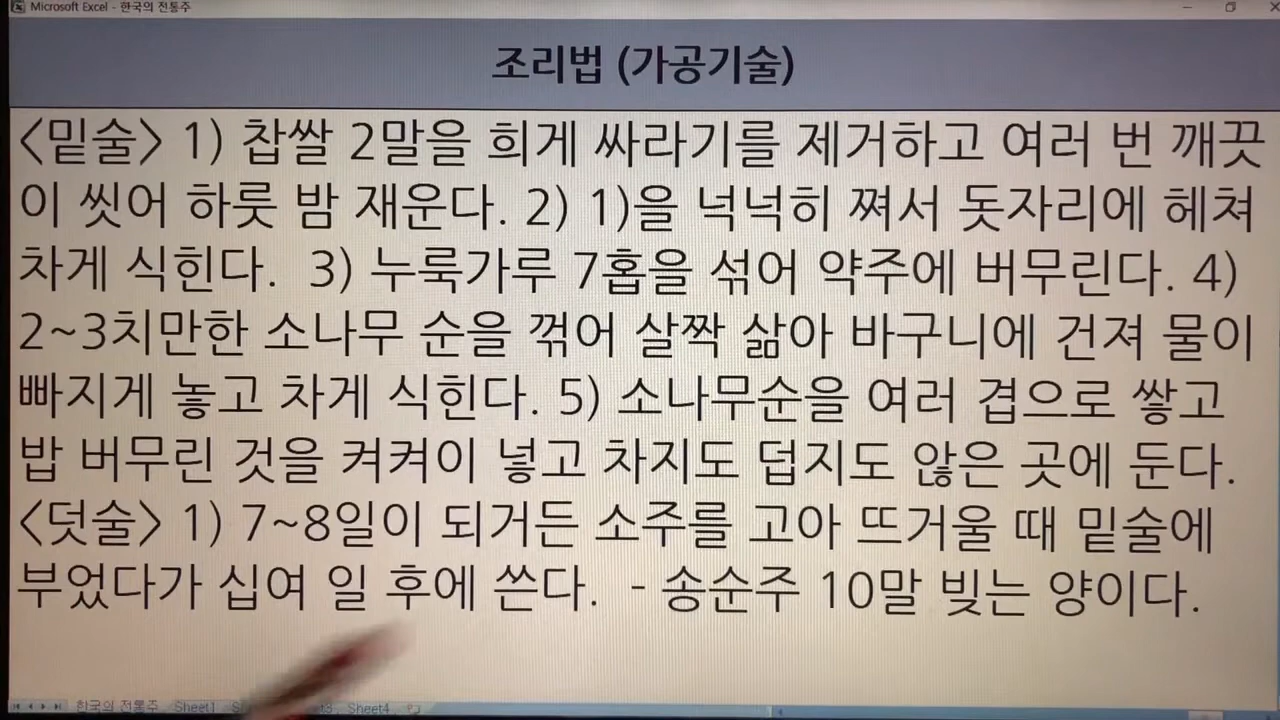 Microsoft Excel - 한국의 전통주
조리법 (가공기술)
<밑술> 1) 찹쌀 2말을 희게 싸라기를 제거하고 여러 번 깨끗
이 씻어 하룻 밤 재운다. 2) 1)을 넉넉히 쪄서 돗자리에 헤쳐
차게 식힌다. 3) 누룩가루 7홉을 섞어 약주에 버무린다. 4)
2~3치만한 소나무 순을 꺾어 살짝 삶아 바구니에 건져 물이
빠지게 놓고 차게 식힌다. 5) 소나무순을 여러 겹으로 쌓고
밥 버무린 것을 켜켜이 넣고 차지도 덥지도 않은 곳에 둔다.
<덧술> 1) 7~8일이 되거든 소주를 고아 뜨거울 때 밑술에
부었다가 십여 일 후에 쓴다. - 송순주 10말 빚는 양이다.
한국의 전통주 Sheet1 Sheet4